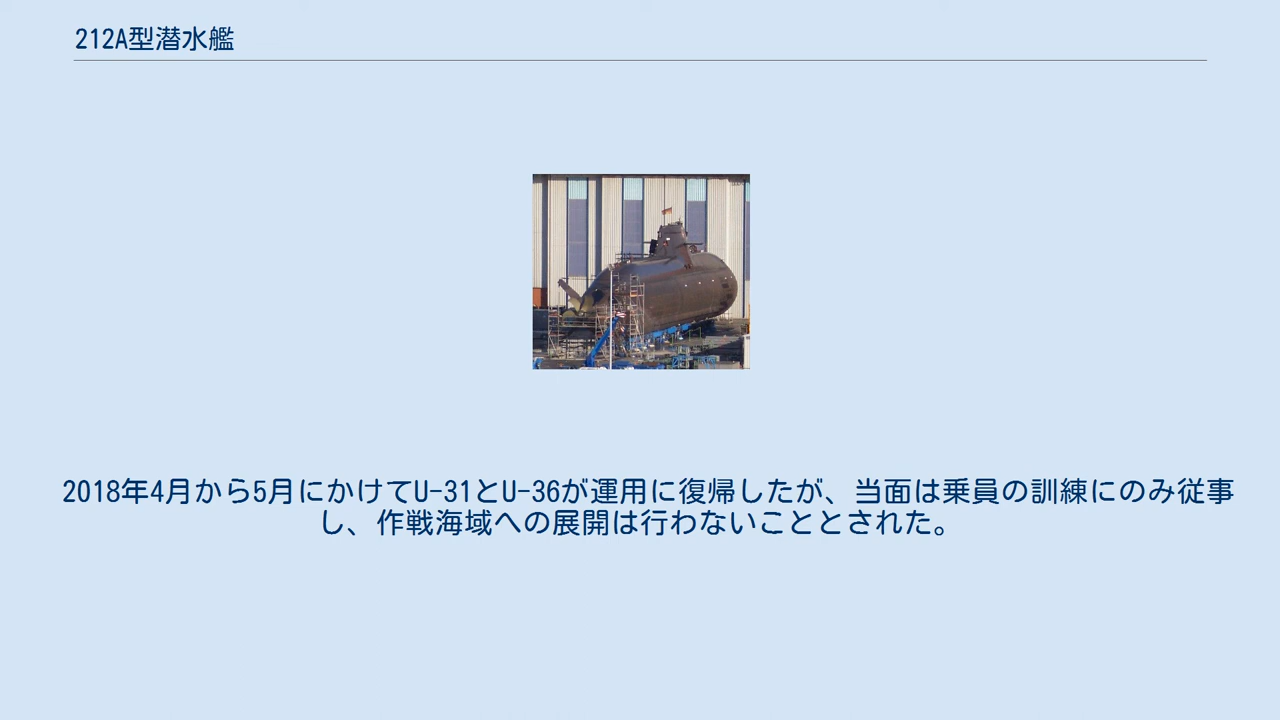 212A型潜水艦
2018年4月から5月にかけてU-31とU-36が運用に復帰したが、当面は乗員の訓練にのみ従事
し、作戦海域への展開は行わないこととされた。